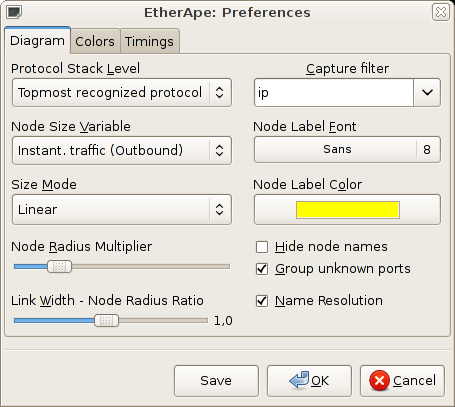 EtherApe: Preferences
Diagram Colors Timings
Protocol Stack Level
Topmost recognized protocol
Capture filter
ip
Node Size Variable
Instant. traffic (Outbound)
Node Label Font
Sans 8
Size Mode
Linear
Node Label Color
Node Radius Multiplier
Hide node names
Group unknown ports
Link Width - Node Radius Ratio
1,0
Name Resolution
Save OK Cancel